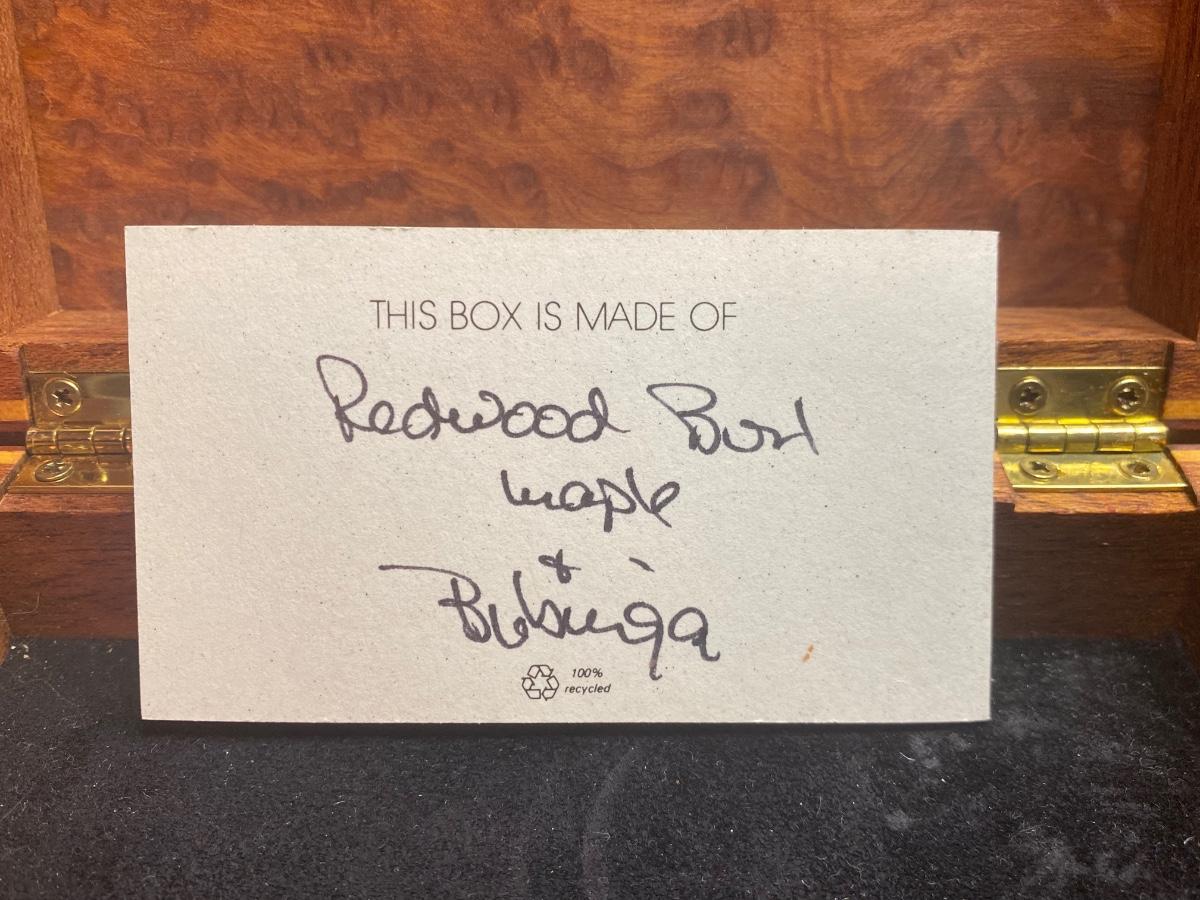 THIS BOX IS MADE OF
Redwood Burl
maple
&
Bubinga
100%
recycled